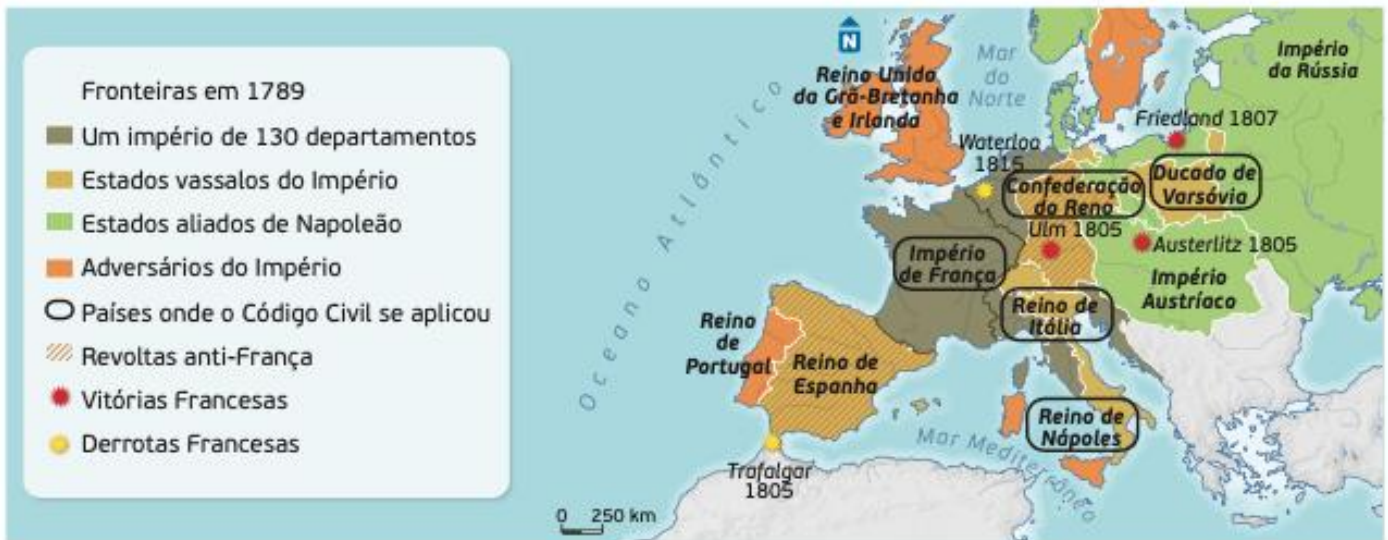 Fronteiras em 1789
Um império de 130 departamentos
Estados vassalos do Império
Estados aliados de Napoleão
Adversários do Império
Países onde o Código Civil se aplicou
Revoltas anti-França
Vitórias Francesas
Derrotas Francesas
N
Oceano Atlântico
Mar
do
Norte
Reino Unido
da Grã-Bretanha
e Irlanda
Império
da Rússia
Friedland 1807
Waterloo
1815
Confederação
do Reno
Ducado de
Varsóvia
Ulm 1805
Austerlitz 1805
Império
de França
Império
Austríaco
Reino de
Itália
Reino
de
Portugal
Reino de
Espanha
Reino de
Nápoles
Mar Mediterrâneo
Trafalgar
1805
0 250 km